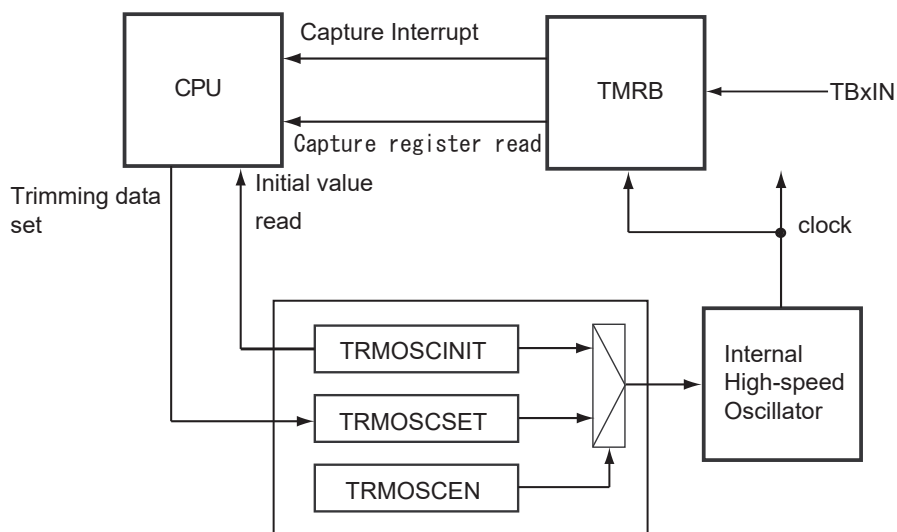 Capture Interrupt
CPU
TMRB
TBxIN
Capture register read
Trimming data
set
Initial value
read
clock
TRMOSCINIT
Internal
High-speed
Oscillator
TRMOSCSET
TRMOSCEN